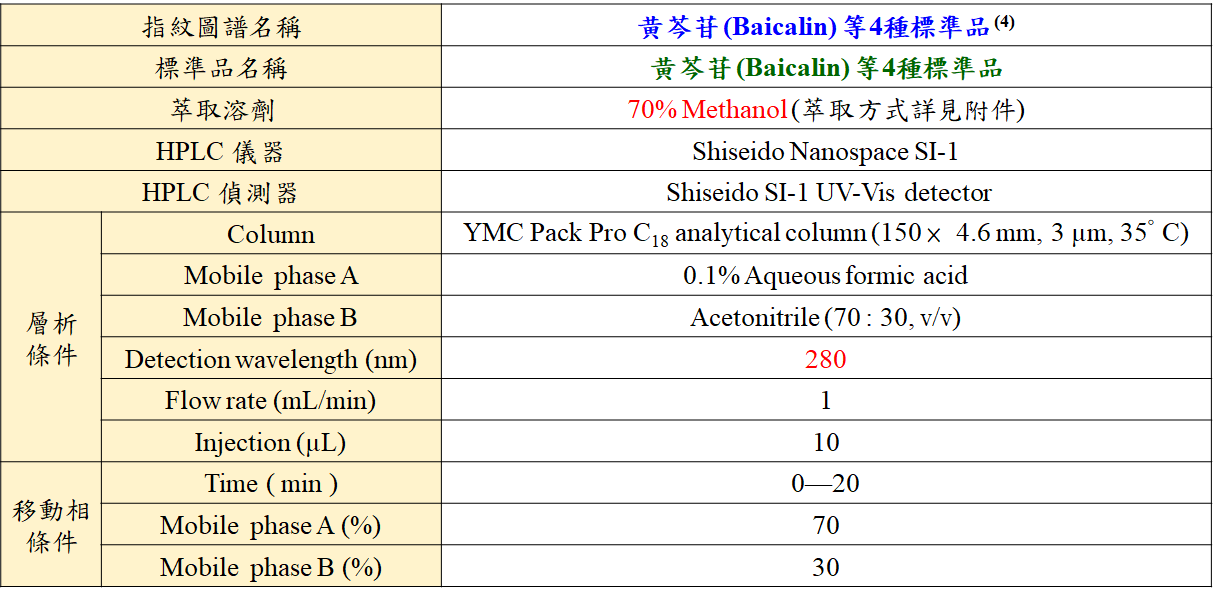 指紋圖譜名稱 黃芩苷(Baicalin) 等4種標準品(4)
標準品名稱 黃芩苷(Baicalin) 等4種標準品
萃取溶劑 70% Methanol (萃取方式詳見附件)
HPLC 儀器 Shiseido Nanospace SI-1
HPLC 偵測器 Shiseido SI-1 UV-Vis detector
層析條件
Column YMC Pack Pro C18 analytical column (150 × 4.6 mm, 3 μm, 35° C)
Mobile phase A 0.1% Aqueous formic acid
Mobile phase B Acetonitrile (70 : 30, v/v)
Detection wavelength (nm) 280
Flow rate (mL/min) 1
Injection (μL) 10
移動相條件
Time ( min ) 0—20
Mobile phase A (%) 70
Mobile phase B (%) 30